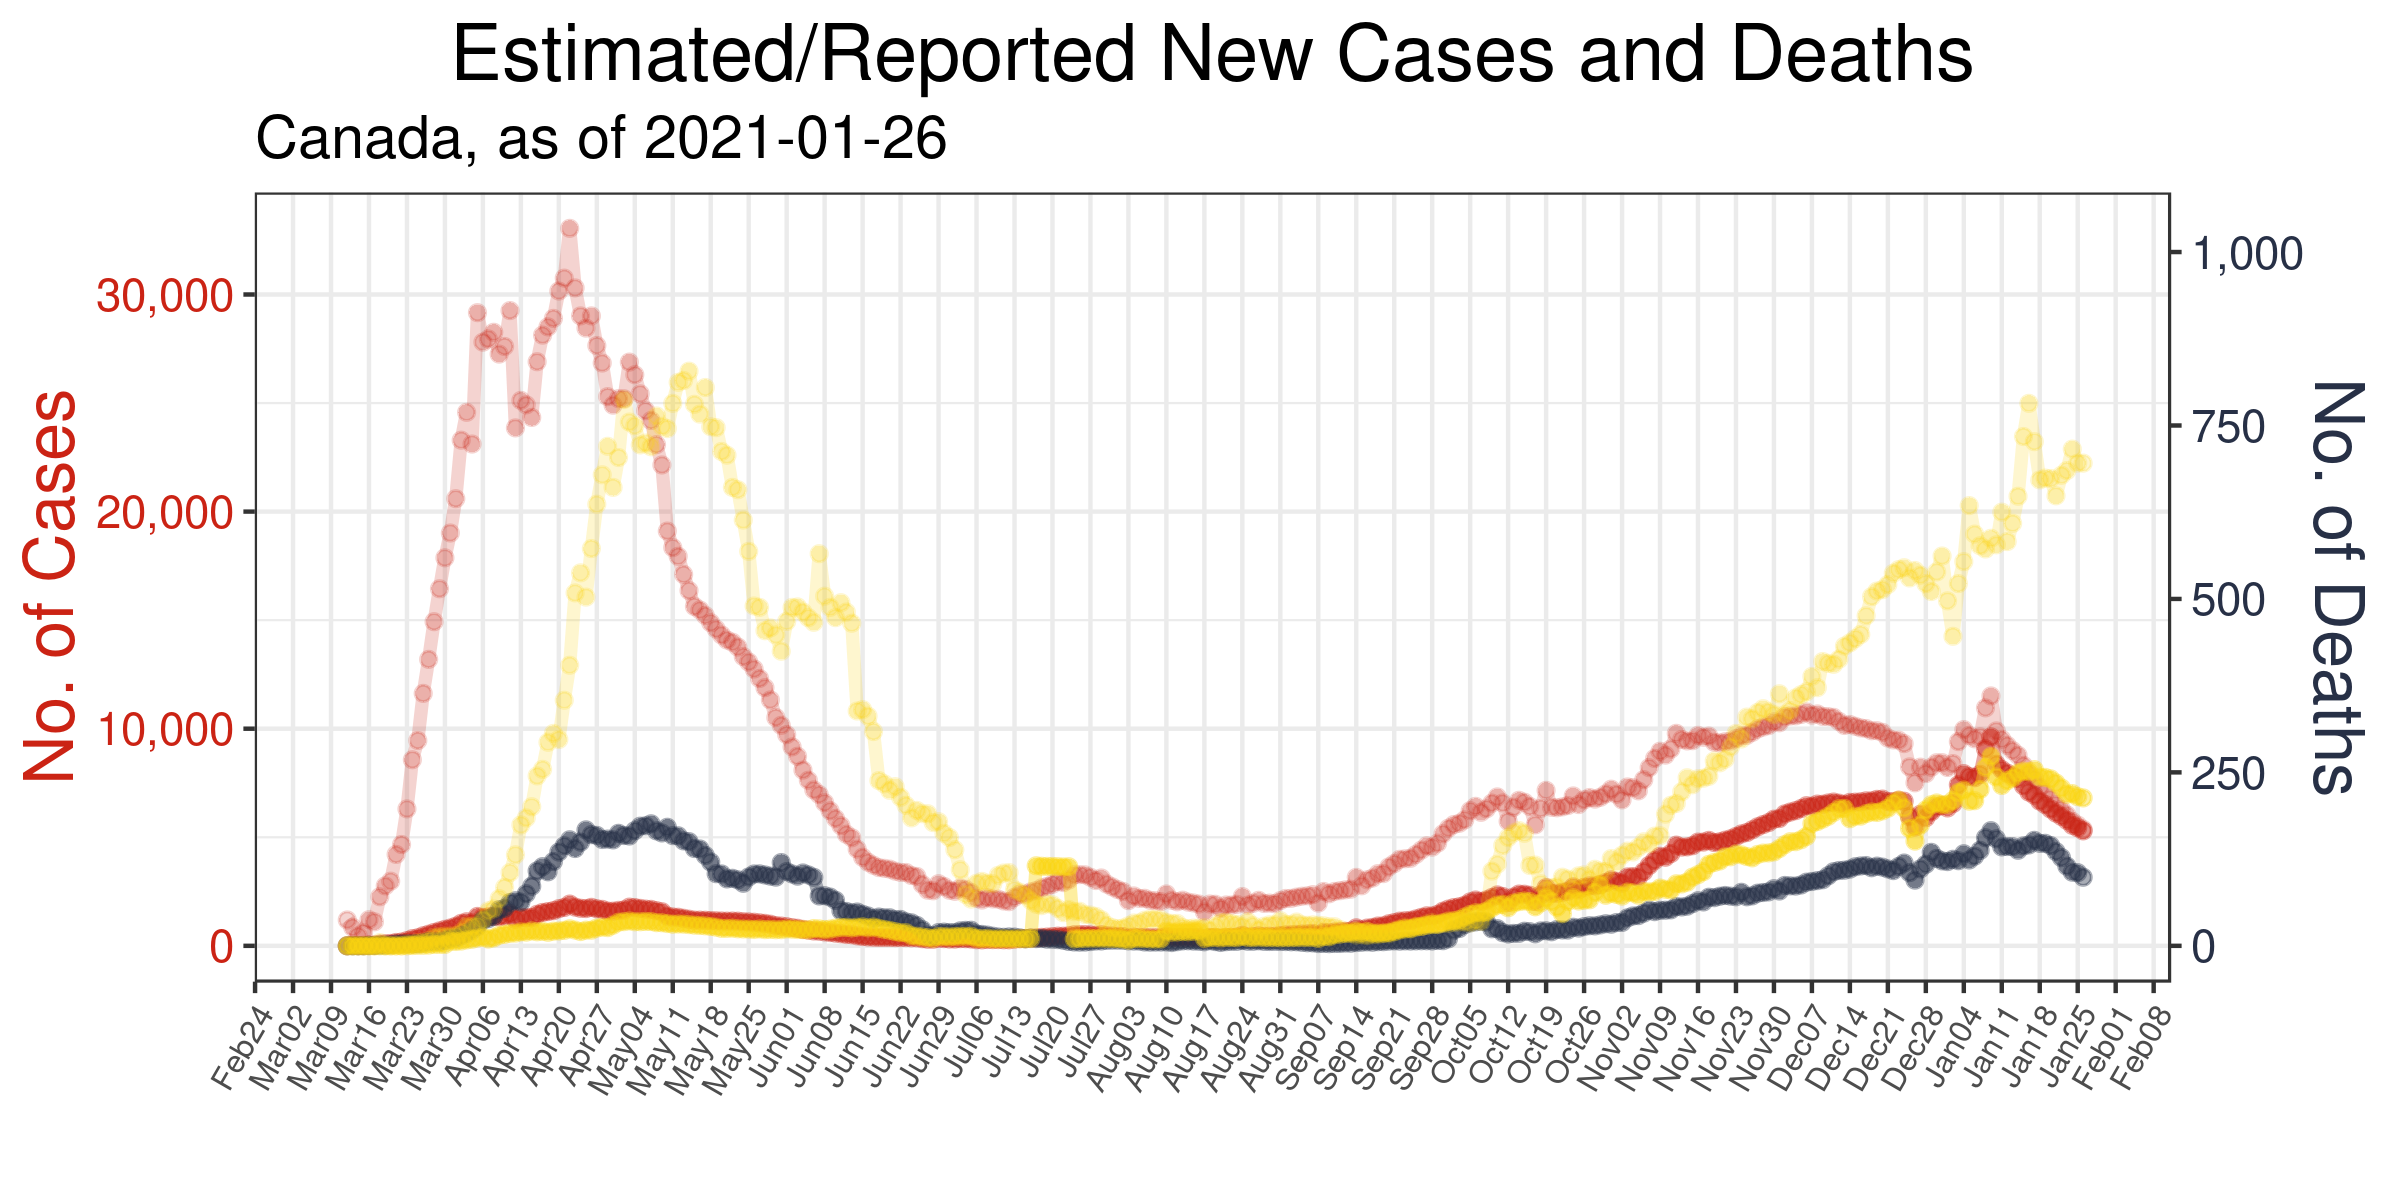 Estimated/Reported New Cases and Deaths
Canada, as of 2021-01-26
No. of Cases
30,000
20,000
10,000
0
1,000
750
500
250
0
No. of Deaths
Feb24
Mar02
Mar09
Mar16
Mar23
Mar30
Apr06
Apr13
Apr20
Apr27
May04
May11
May18
May25
Jun01
Jun08
Jun15
Jun22
Jun29
Jul06
Jul13
Jul20
Jul27
Aug03
Aug10
Aug17
Aug24
Aug31
Sep07
Sep14
Sep21
Sep28
Oct05
Oct12
Oct19
Oct26
Nov02
Nov09
Nov16
Nov23
Nov30
Dec07
Dec14
Dec21
Dec28
Jan04
Jan11
Jan18
Jan25
Feb01
Feb08